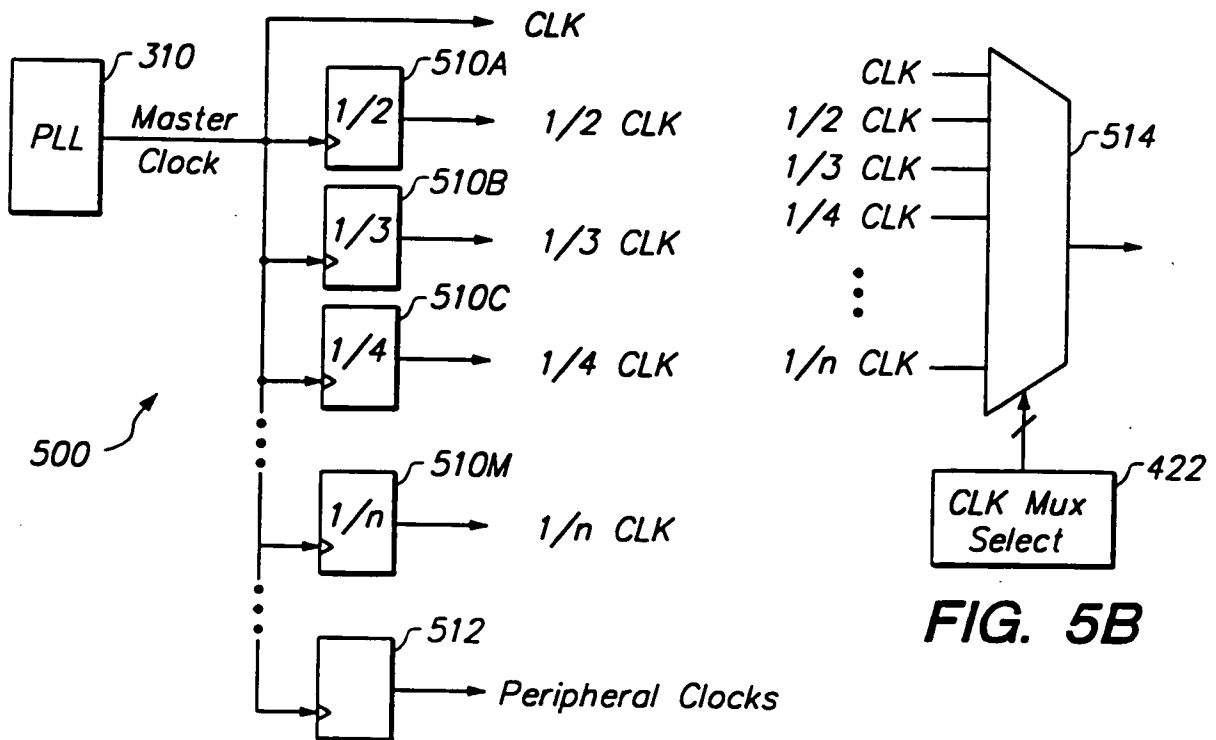 CLK
310
510A
PLL
Master
Clock
1/2
1/2 CLK
510B
1/3
1/3 CLK
510C
1/4
1/4 CLK
500
510M
1/n
1/n CLK
512
Peripheral Clocks
CLK
1/2 CLK
1/3 CLK
1/4 CLK
1/n CLK
514
422
CLK Mux
Select
FIG. 5B